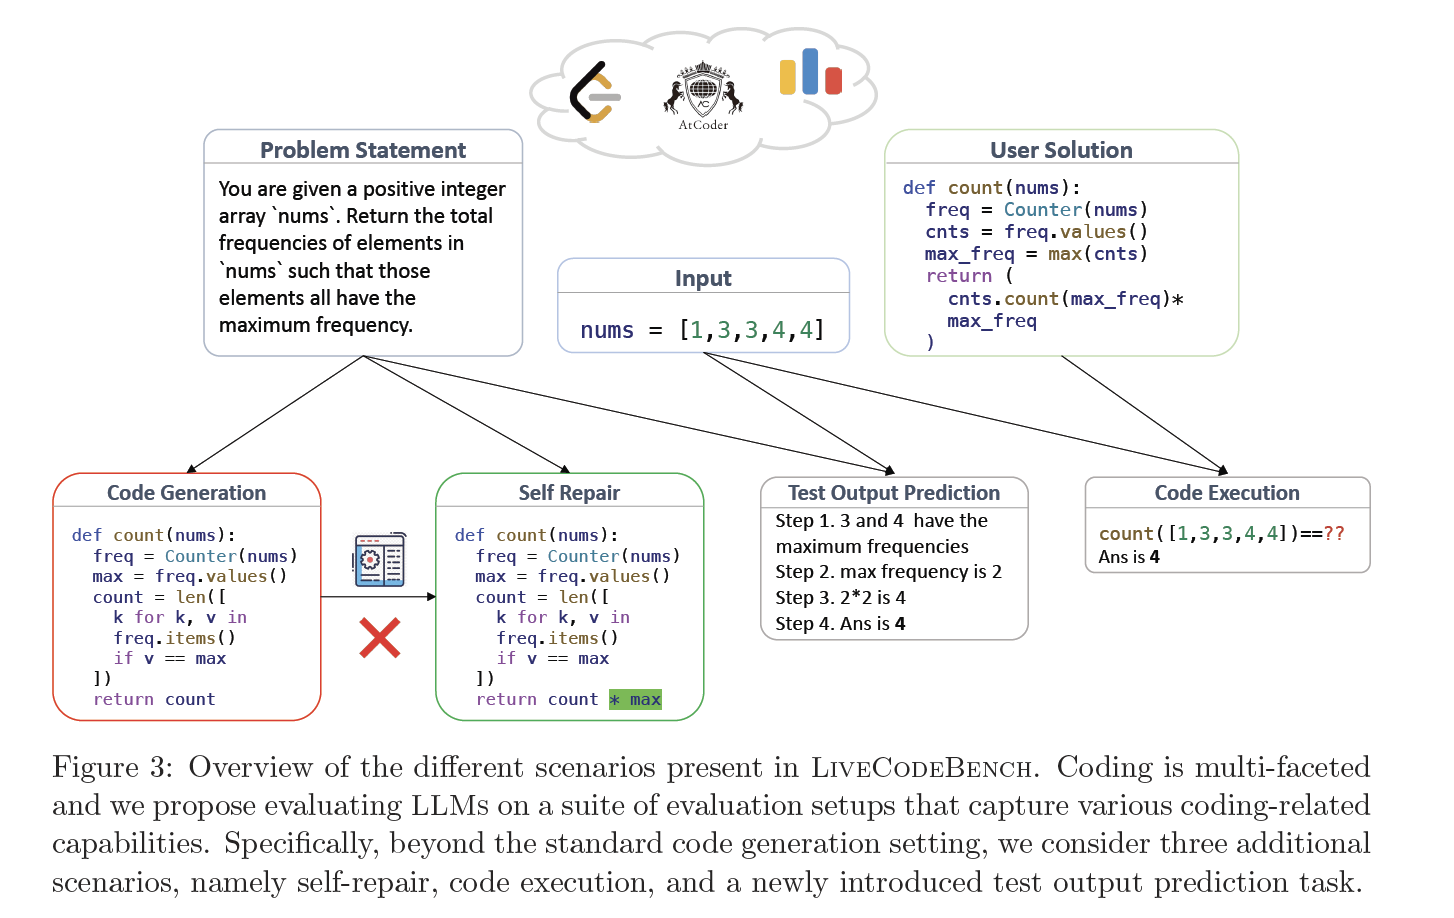 AtCoder
Problem Statement
You are given a positive integer
array `nums`. Return the total
frequencies of elements in
`nums` such that those
elements all have the
maximum frequency.
Input
nums = [1,3,3,4,4]
User Solution
def count(nums):
  freq = Counter(nums)
  cnts = freq.values()
  max_freq = max(cnts)
  return (
    cnts.count(max_freq)*
    max_freq
  )
Code Generation
def count(nums):
  freq = Counter(nums)
  max = freq.values()
  count = len([
    k for k, v in
    freq.items()
    if v == max
  ])
  return count
Self Repair
def count(nums):
  freq = Counter(nums)
  max = freq.values()
  count = len([
    k for k, v in
    freq.items()
    if v == max
  ])
  return count * max
Test Output Prediction
Step 1. 3 and 4 have the
maximum frequencies
Step 2. max frequency is 2
Step 3. 2*2 is 4
Step 4. Ans is 4
Code Execution
count([1,3,3,4,4])==??
Ans is 4
Figure 3: Overview of the different scenarios present in LIVECODEBENCH. Coding is multi-faceted
and we propose evaluating LLMs on a suite of evaluation setups that capture various coding-related
capabilities. Specifically, beyond the standard code generation setting, we consider three additional
scenarios, namely self-repair, code execution, and a newly introduced test output prediction task.